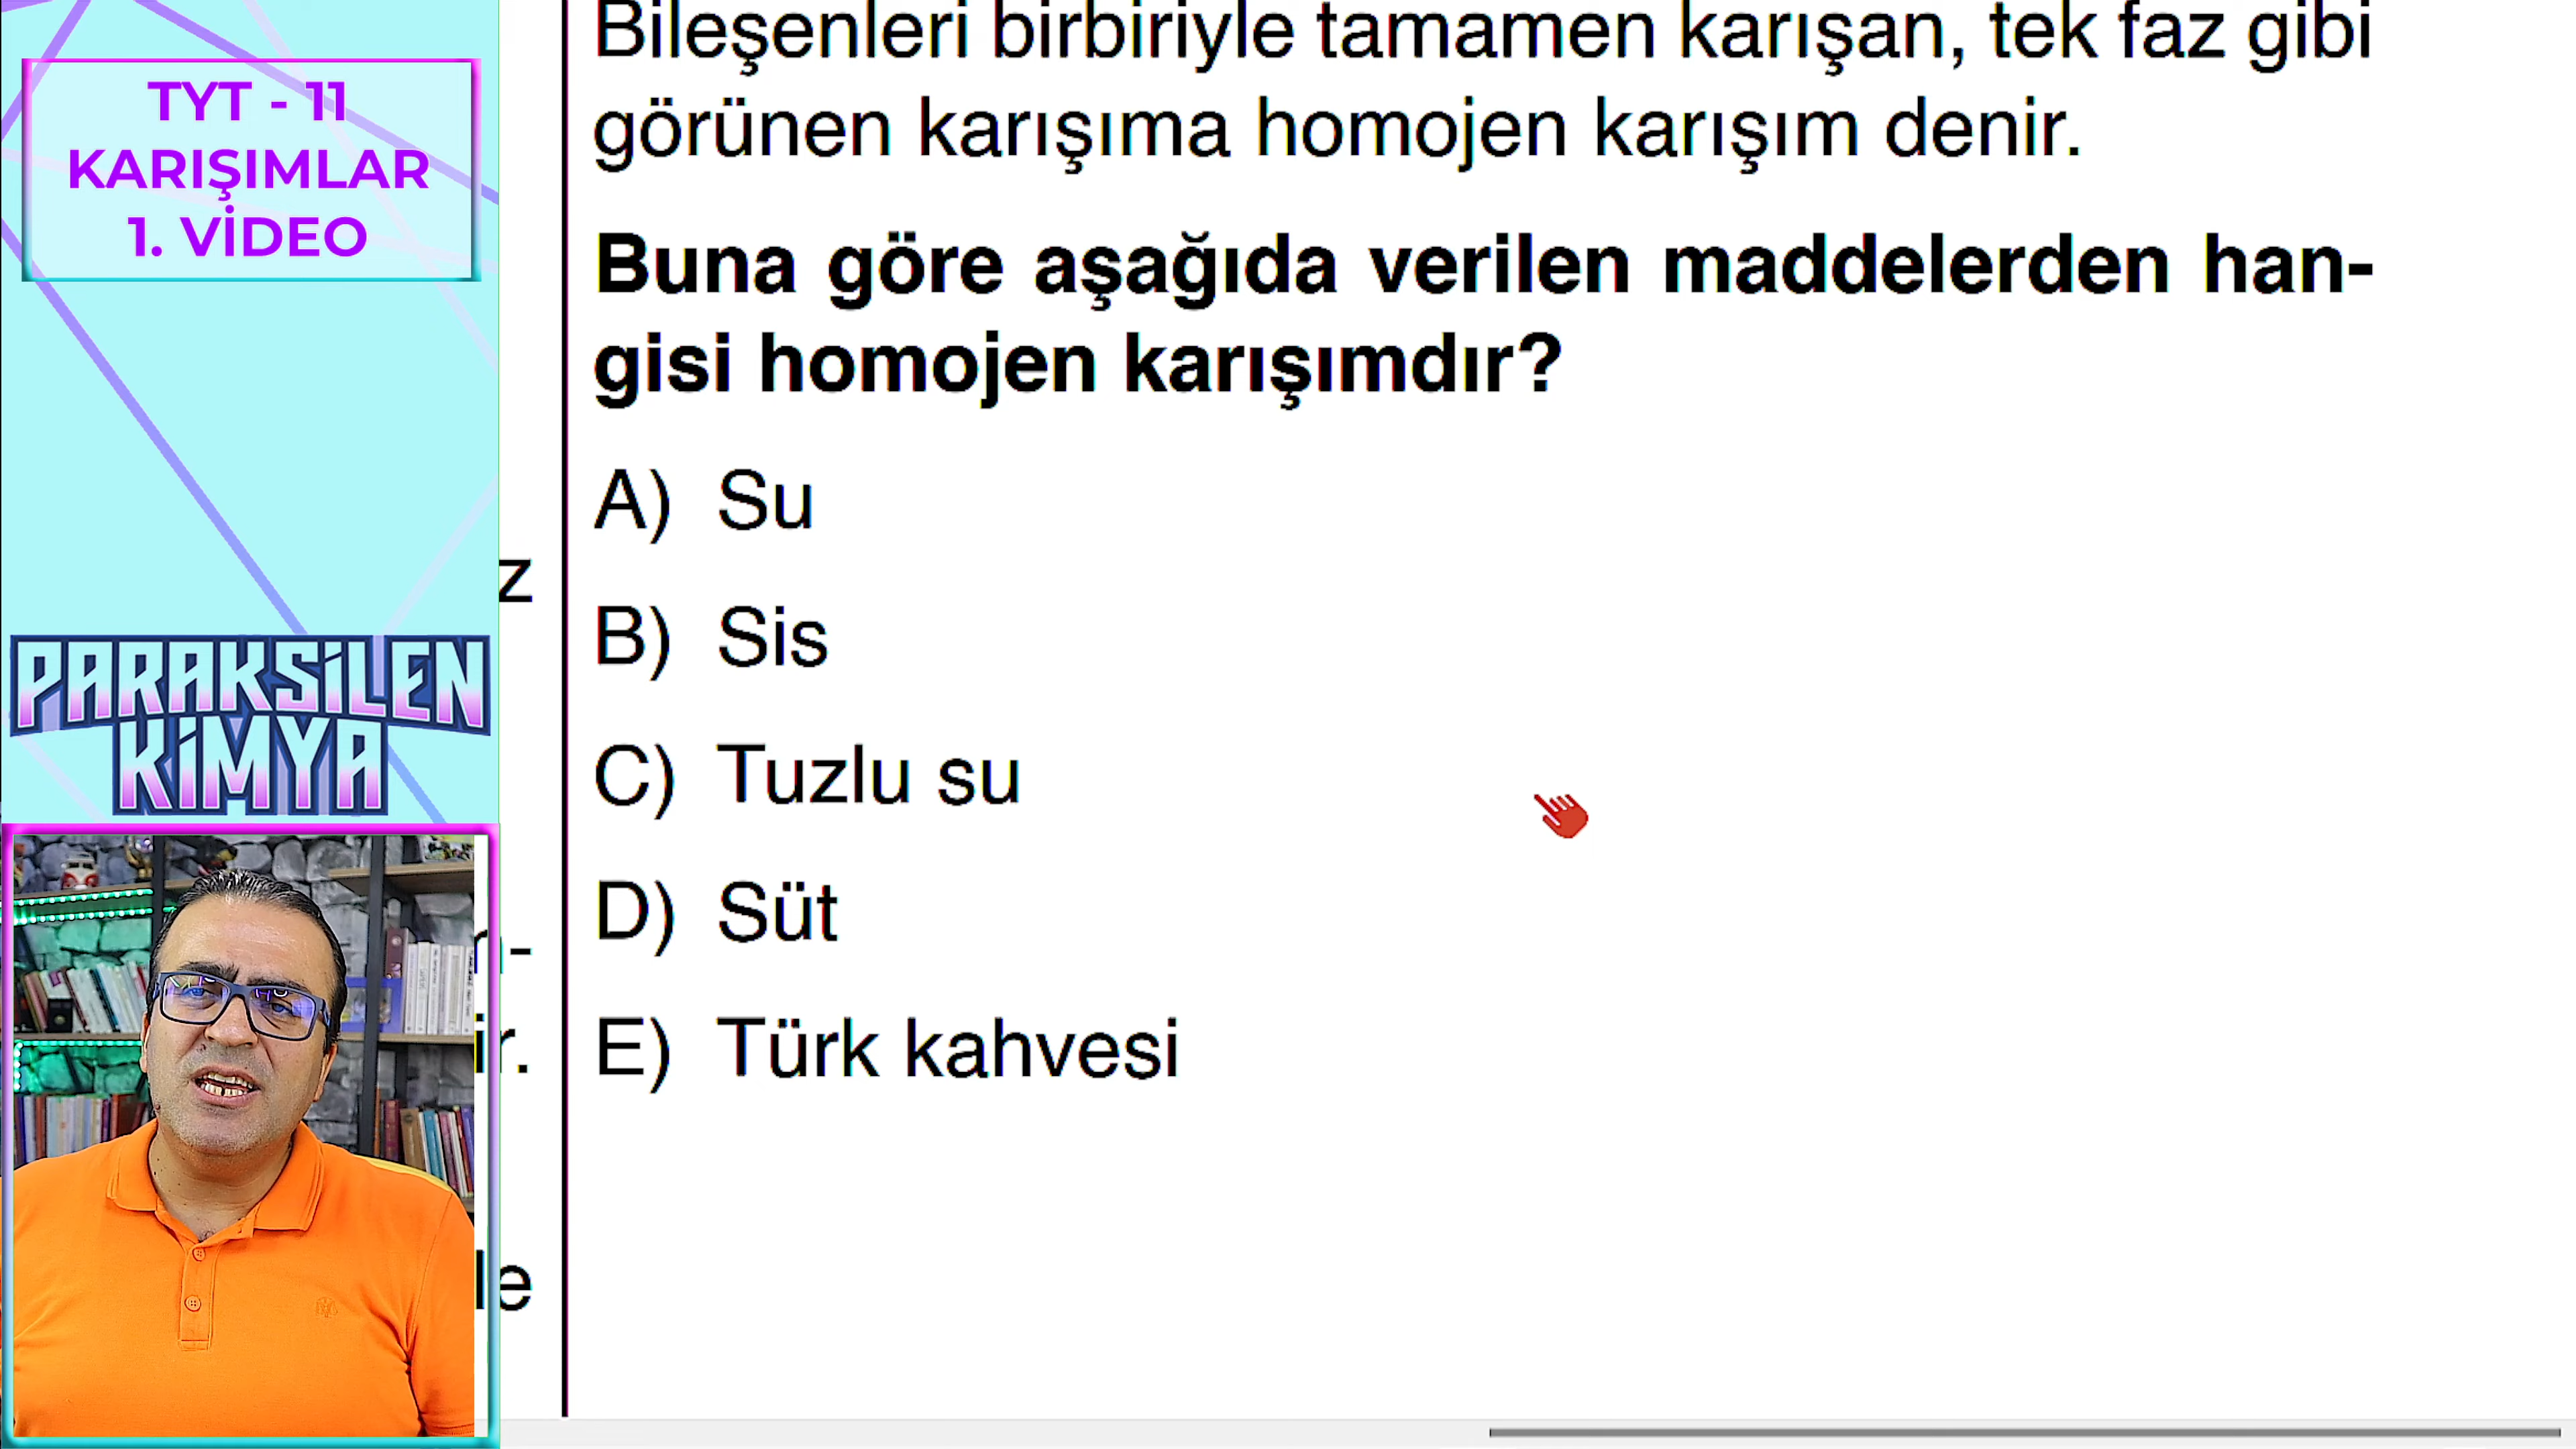 TYT - 11
KARIŞIMLAR
1. VİDEO
PARAKSİLEN
KİMYA
z
ir.
le
Bileşenleri birbiriyle tamamen karışan, tek faz gibi
görünen karışıma homojen karışım denir.
Buna göre aşağıda verilen maddelerden han-
gisi homojen karışımdır?
A) Su
B) Sis
C) Tuzlu su
D) Süt
E) Türk kahvesi